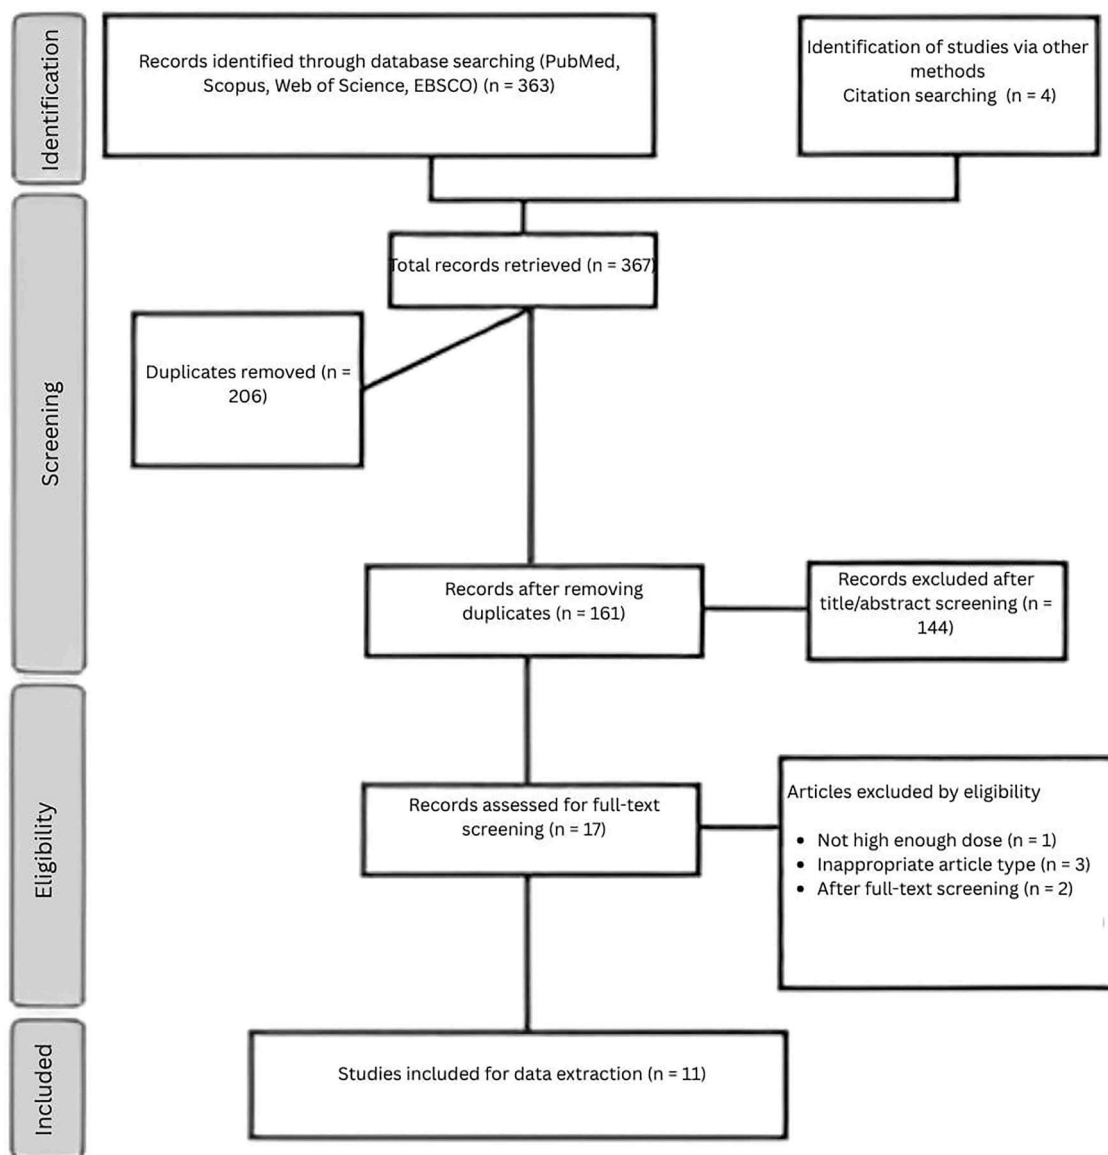 Identification
Records identified through database searching (PubMed,
Scopus, Web of Science, EBSCO) (n = 363)
Identification of studies via other
methods
Citation searching (n = 4)
Screening
Total records retrieved (n = 367)
Duplicates removed (n =
206)
Records after removing
duplicates (n = 161)
Records excluded after
title/abstract screening (n =
144)
Eligibility
Records assessed for full-text
screening (n = 17)
Articles excluded by eligibility
• Not high enough dose (n = 1)
• Inappropriate article type (n = 3)
• After full-text screening (n = 2)
Included
Studies included for data extraction (n = 11)